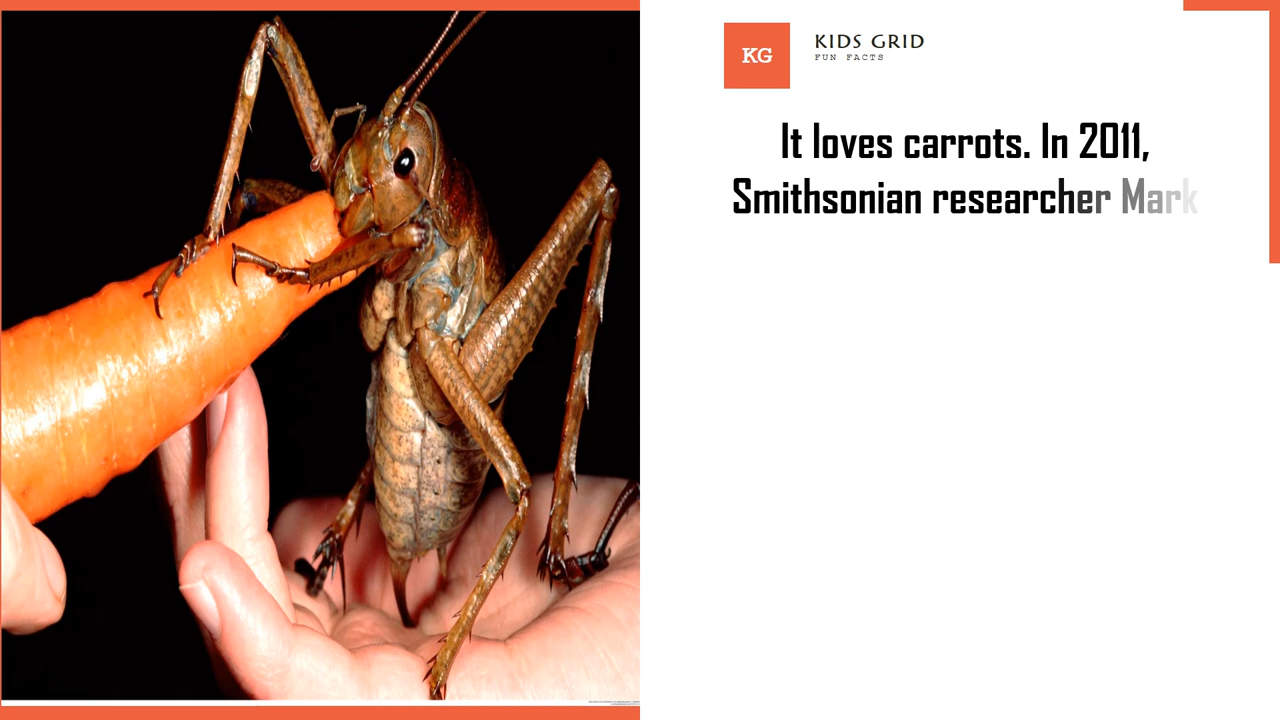 KG
KIDS GRID
FUN FACTS
It loves carrots. In 2011,
Smithsonian researcher Mark